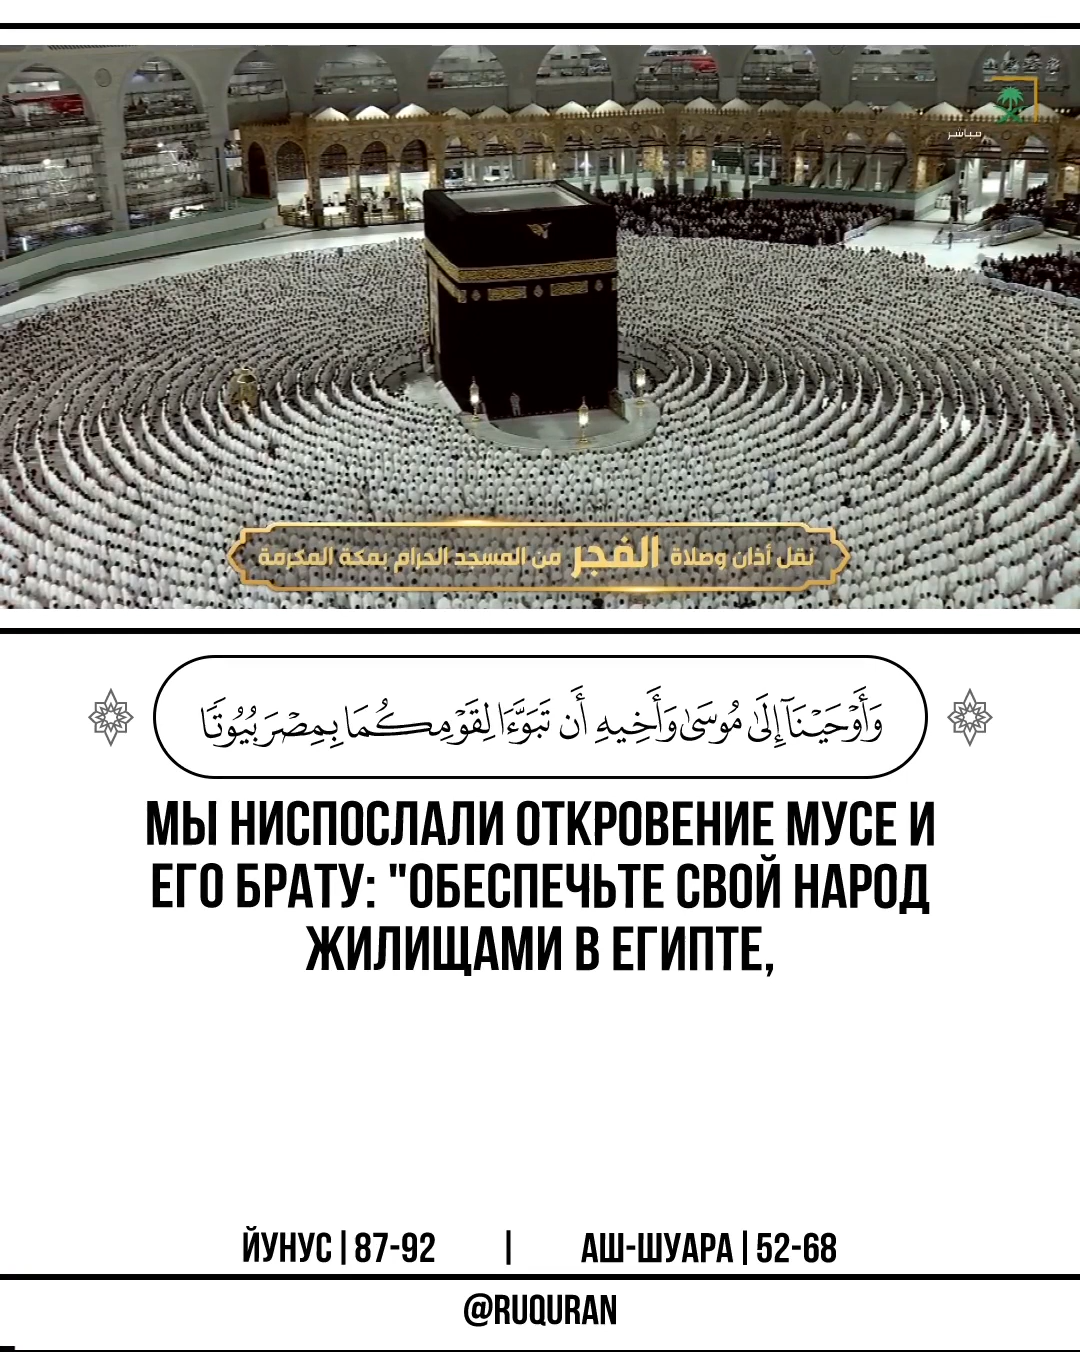 مباشر
نقل أذان وصلاة الفجر من المسجد الحرام بمكة المكرمة
وَأَوْحَيْنَآ إِلَىٰ مُوسَىٰ وَأَخِيهِ أَن تَبَوَّءَا لِقَوْمِكُمَا بِمِصْرَ بُيُوتًا
МЫ НИСПОСЛАЛИ ОТКРОВЕНИЕ МУСЕ И
ЕГО БРАТУ: "ОБЕСПЕЧЬТЕ СВОЙ НАРОД
ЖИЛИЩАМИ В ЕГИПТЕ,
ЙУНУС | 87-92 | АШ-ШУАРА | 52-68
@RUQURAN